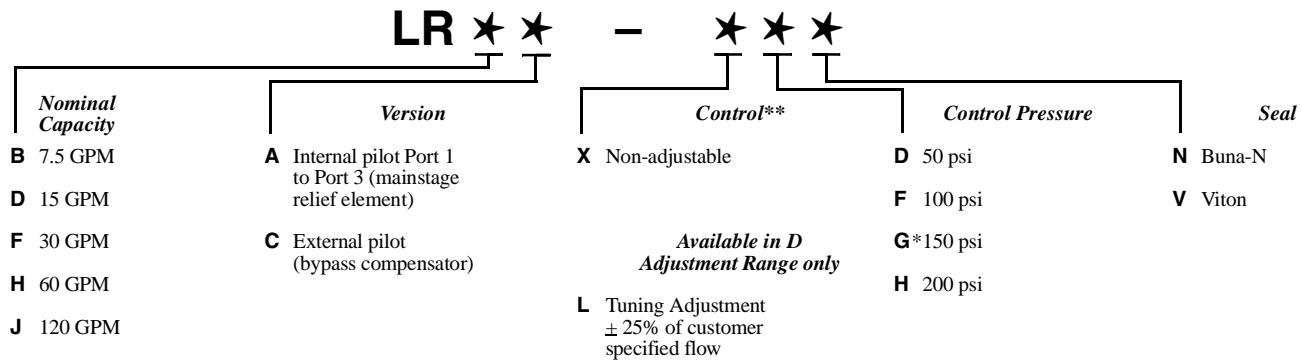 LR ✶ ✶ – ✶ ✶ ✶
Nominal
Capacity
B 7.5 GPM
D 15 GPM
F 30 GPM
H 60 GPM
J 120 GPM
Version
A Internal pilot Port 1
to Port 3 (mainstage
relief element)
C External pilot
(bypass compensator)
Control**
X Non-adjustable
Available in D
Adjustment Range only
L Tuning Adjustment
± 25% of customer
specified flow
Control Pressure
D 50 psi
F 100 psi
G*150 psi
H 200 psi
Seal
N Buna-N
V Viton